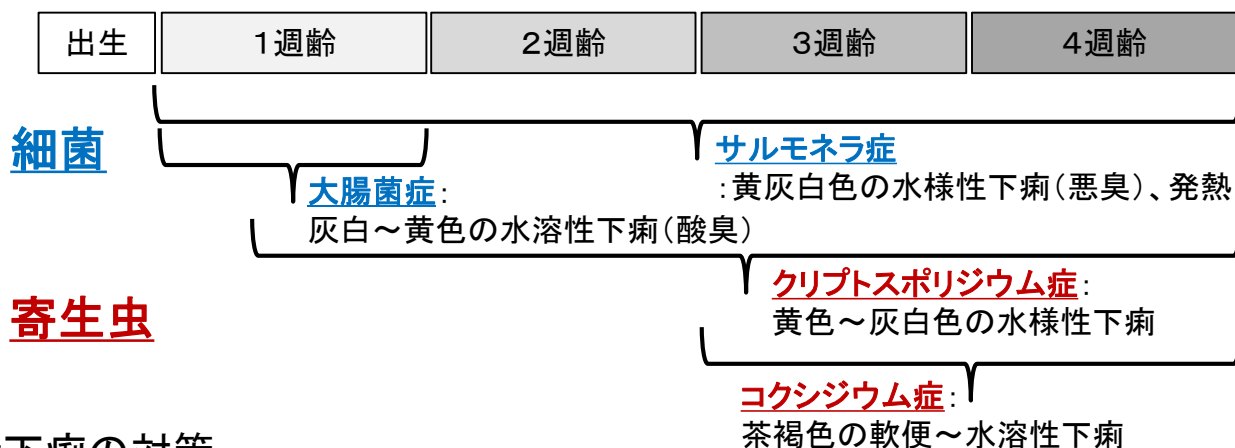 出生
1週齢
2週齢
3週齢
4週齢
細菌
サルモネラ症
:黄灰白色の水様性下痢(悪臭)、発熱
大腸菌症:
灰白~黄色の水溶性下痢(酸臭)
寄生虫
クリプトスポリジウム症:
黄色~灰白色の水様性下痢
コクシジウム症:
茶褐色の軟便~水溶性下痢
下痢の対策